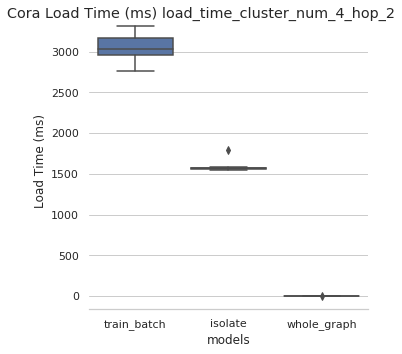 Cora Load Time (ms) load_time_cluster_num_4_hop_2
3000
2500
2000
1500
1000
500
0
Load Time (ms)
train_batch
isolate
whole_graph
models